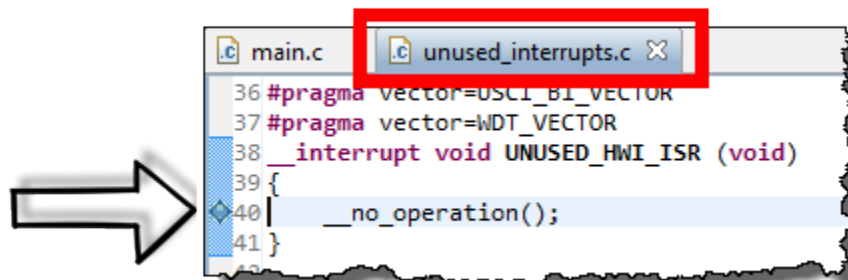 main.c unused_interrupts.c
36 #pragma vector=USCI_B1_VECTOR
37 #pragma vector=WDT_VECTOR
38 __interrupt void UNUSED_HWI_ISR (void)
39 {
40 __no_operation();
41 }